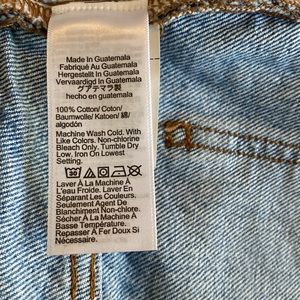 Made In Guatemala
Fabriqué Au Guatemala
Hergestellt In Guatemala
Vervaardigd In Guatemala
グアテマラ製
hecho en guatemala
100% Cotton/ Coton/
Baumwolle/ Katoen/ 綿/
algodón
Machine Wash Cold. With
Like Colors. Non-chlorine
Bleach Only. Tumble Dry
Low. Iron On Lowest
Setting.
Laver À La Machine À
L'eau Froide. Laver En
Séparant Les Couleurs.
Seulement Agent De
Blanchiment Non-chlore.
Sécher À La Machine À
Basse Température.
Repasser À Fer Doux Si
Nécessaire.